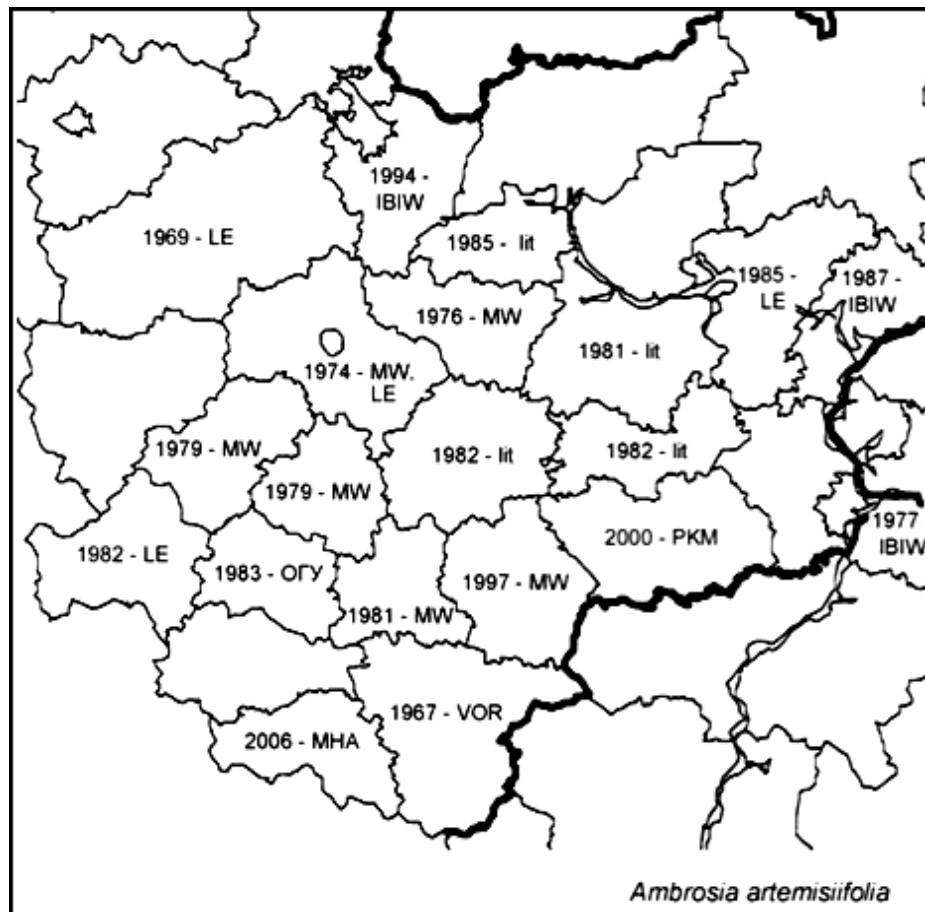 1994 -
IBIW
1969 - LE
1985 - lit
1985 -
LE
1987 -
IBIW
1976 - MW
1981 - lit
1974 - MW.
LE
1979 - MW
1982 - lit
1982 - lit
1979 - MW
1977 -
IBIW
2000 - PKM
1982 - LE
1983 - ОГУ
1997 - MW
1981 - MW
1967 - VOR
2006 - MHA
Ambrosia artemisiifolia